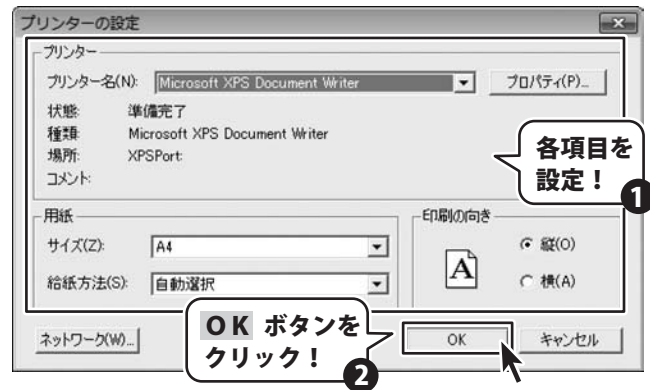 プリンターの設定
プリンター
プリンター名(N): Microsoft XPS Document Writer プロパティ(P)...
状態: 準備完了
種類: Microsoft XPS Document Writer
場所: XPSPort:
コメント:
各項目を
設定！
1
用紙
サイズ(Z): A4
給紙方法(S): 自動選択
印刷の向き
A
縦(O)
横(A)
ネットワーク(W)...
OK ボタンを
クリック！
2
OK
キャンセル